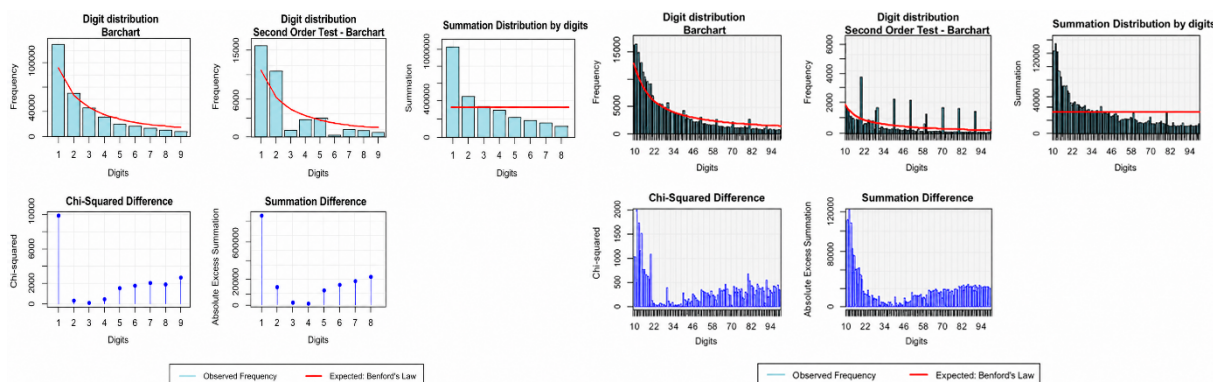 Digit distribution
Barchart
Frequency
100000
40000
0
1 2 3 4 5 6 7 8 9
Digits
Digit distribution
Second Order Test - Barchart
Frequency
15000
6000
0
1 2 3 4 5 6 7 8 9
Digits
Summation Distribution by digits
Summation
1000000
400000
0
1 2 3 4 5 6 7 8
Digits
Digit distribution
Barchart
Frequency
15000
10000
5000
0
10 22 34 46 58 70 82 94
Digits
Digit distribution
Second Order Test - Barchart
Frequency
6000
4000
2000
0
10 22 34 46 58 70 82 94
Digits
Summation Distribution by digits
Summation
100000
0
10 22 34 46 58 70 82 94
Digits
Chi-Squared Difference
Chi-squared
10000
6000
2000
0
1 2 3 4 5 6 7 8 9
Digits
Summation Difference
Absolute Excess Summation
600000
200000
0
1 2 3 4 5 6 7 8
Digits
Chi-Squared Difference
Chi-squared
500
0
10 22 34 46 58 70 82 94
Digits
Summation Difference
Absolute Excess Summation
120000
80000
40000
0
10 22 34 46 58 70 82 94
Digits
Observed Frequency
Expected: Benford's Law
Observed Frequency
Expected: Benford's Law